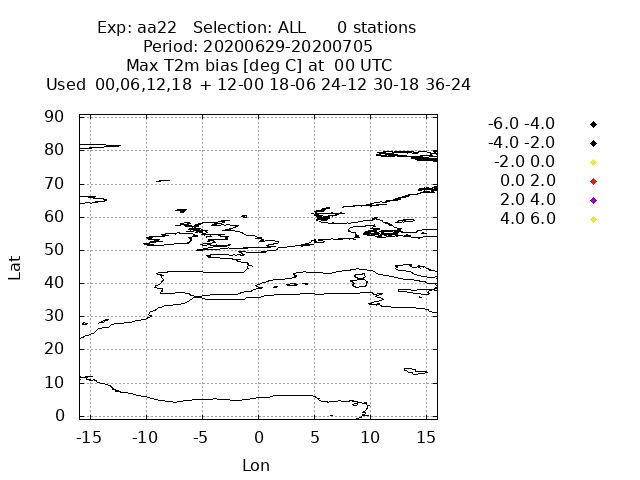 Exp: aa22   Selection: ALL      0 stations
Period: 20200629-20200705
Max T2m bias [deg C] at  00 UTC
Used  00,06,12,18  + 12-00 18-06 24-12 30-18 36-24
-6.0 -4.0
-4.0 -2.0
-2.0 0.0
0.0 2.0
2.0 4.0
4.0 6.0
Lat
90
80
70
60
50
40
30
20
10
0
-15 -10 -5 0 5 10 15
Lon